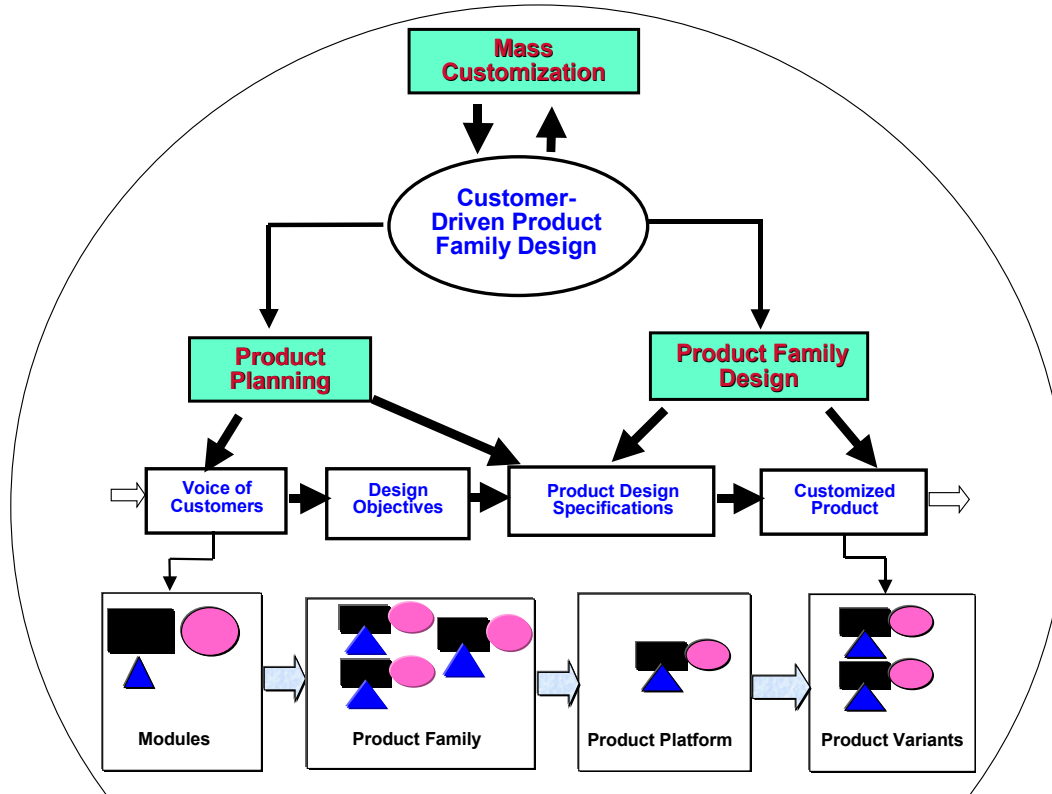 Mass
Customization
Customer-
Driven Product
Family Design
Product
Planning
Product Family
Design
Voice of
Customers
Design
Objectives
Product Design
Specifications
Customized
Product
Modules
Product Family
Product Platform
Product Variants